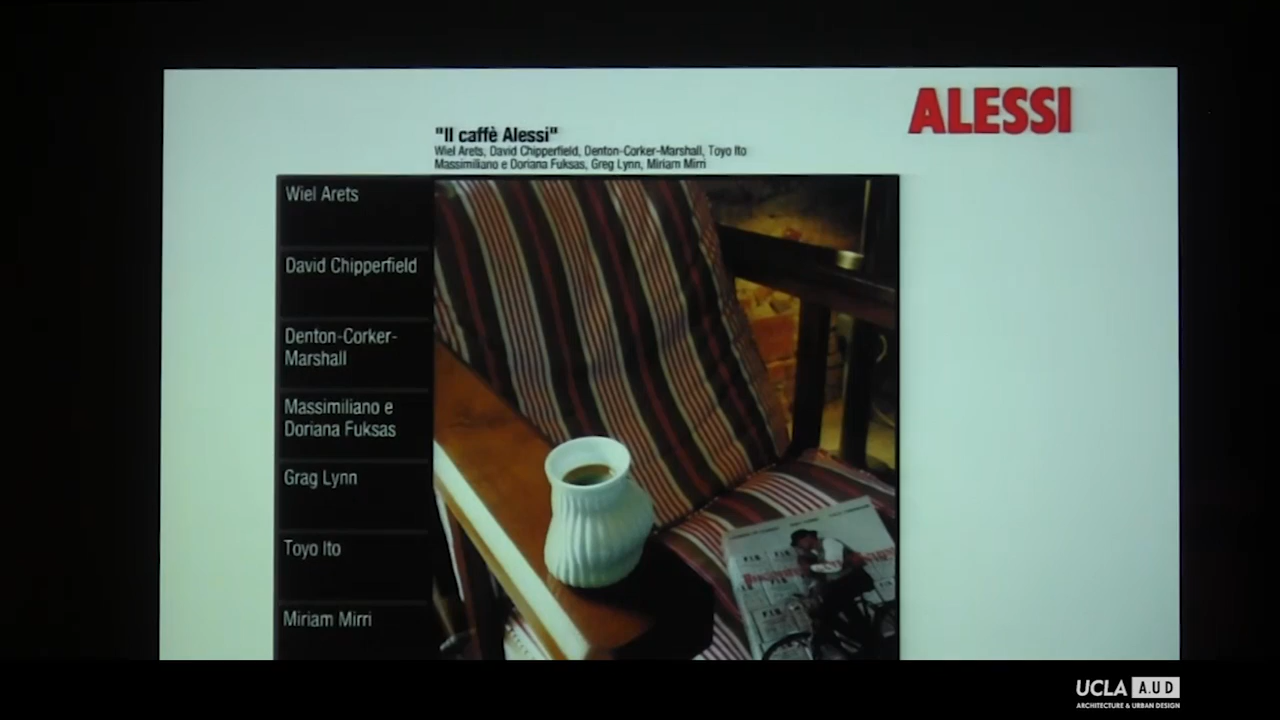 ALESSI
"Il caffè Alessi"
Wiel Arets, David Chipperfield, Denton-Corker-Marshall, Toyo Ito
Massimiliano e Doriana Fuksas, Greg Lynn, Miriam Mirri
Wiel Arets
David Chipperfield
Denton-Corker-
Marshall
Massimiliano e
Doriana Fuksas
Grag Lynn
Toyo Ito
Miriam Mirri
UCLA A.UD
ARCHITECTURE & URBAN DESIGN